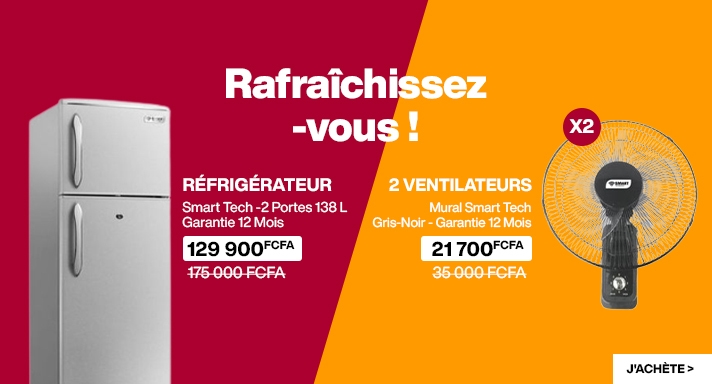 Rafraîchissez
-vous !
RÉFRIGÉRATEUR
Smart Tech -2 Portes 138 L
Garantie 12 Mois
129 900FCFA
175 000 FCFA
X2
2 VENTILATEURS
Mural Smart Tech
Gris-Noir - Garantie 12 Mois
21 700FCFA
35 000 FCFA
SMART
J'ACHÈTE >